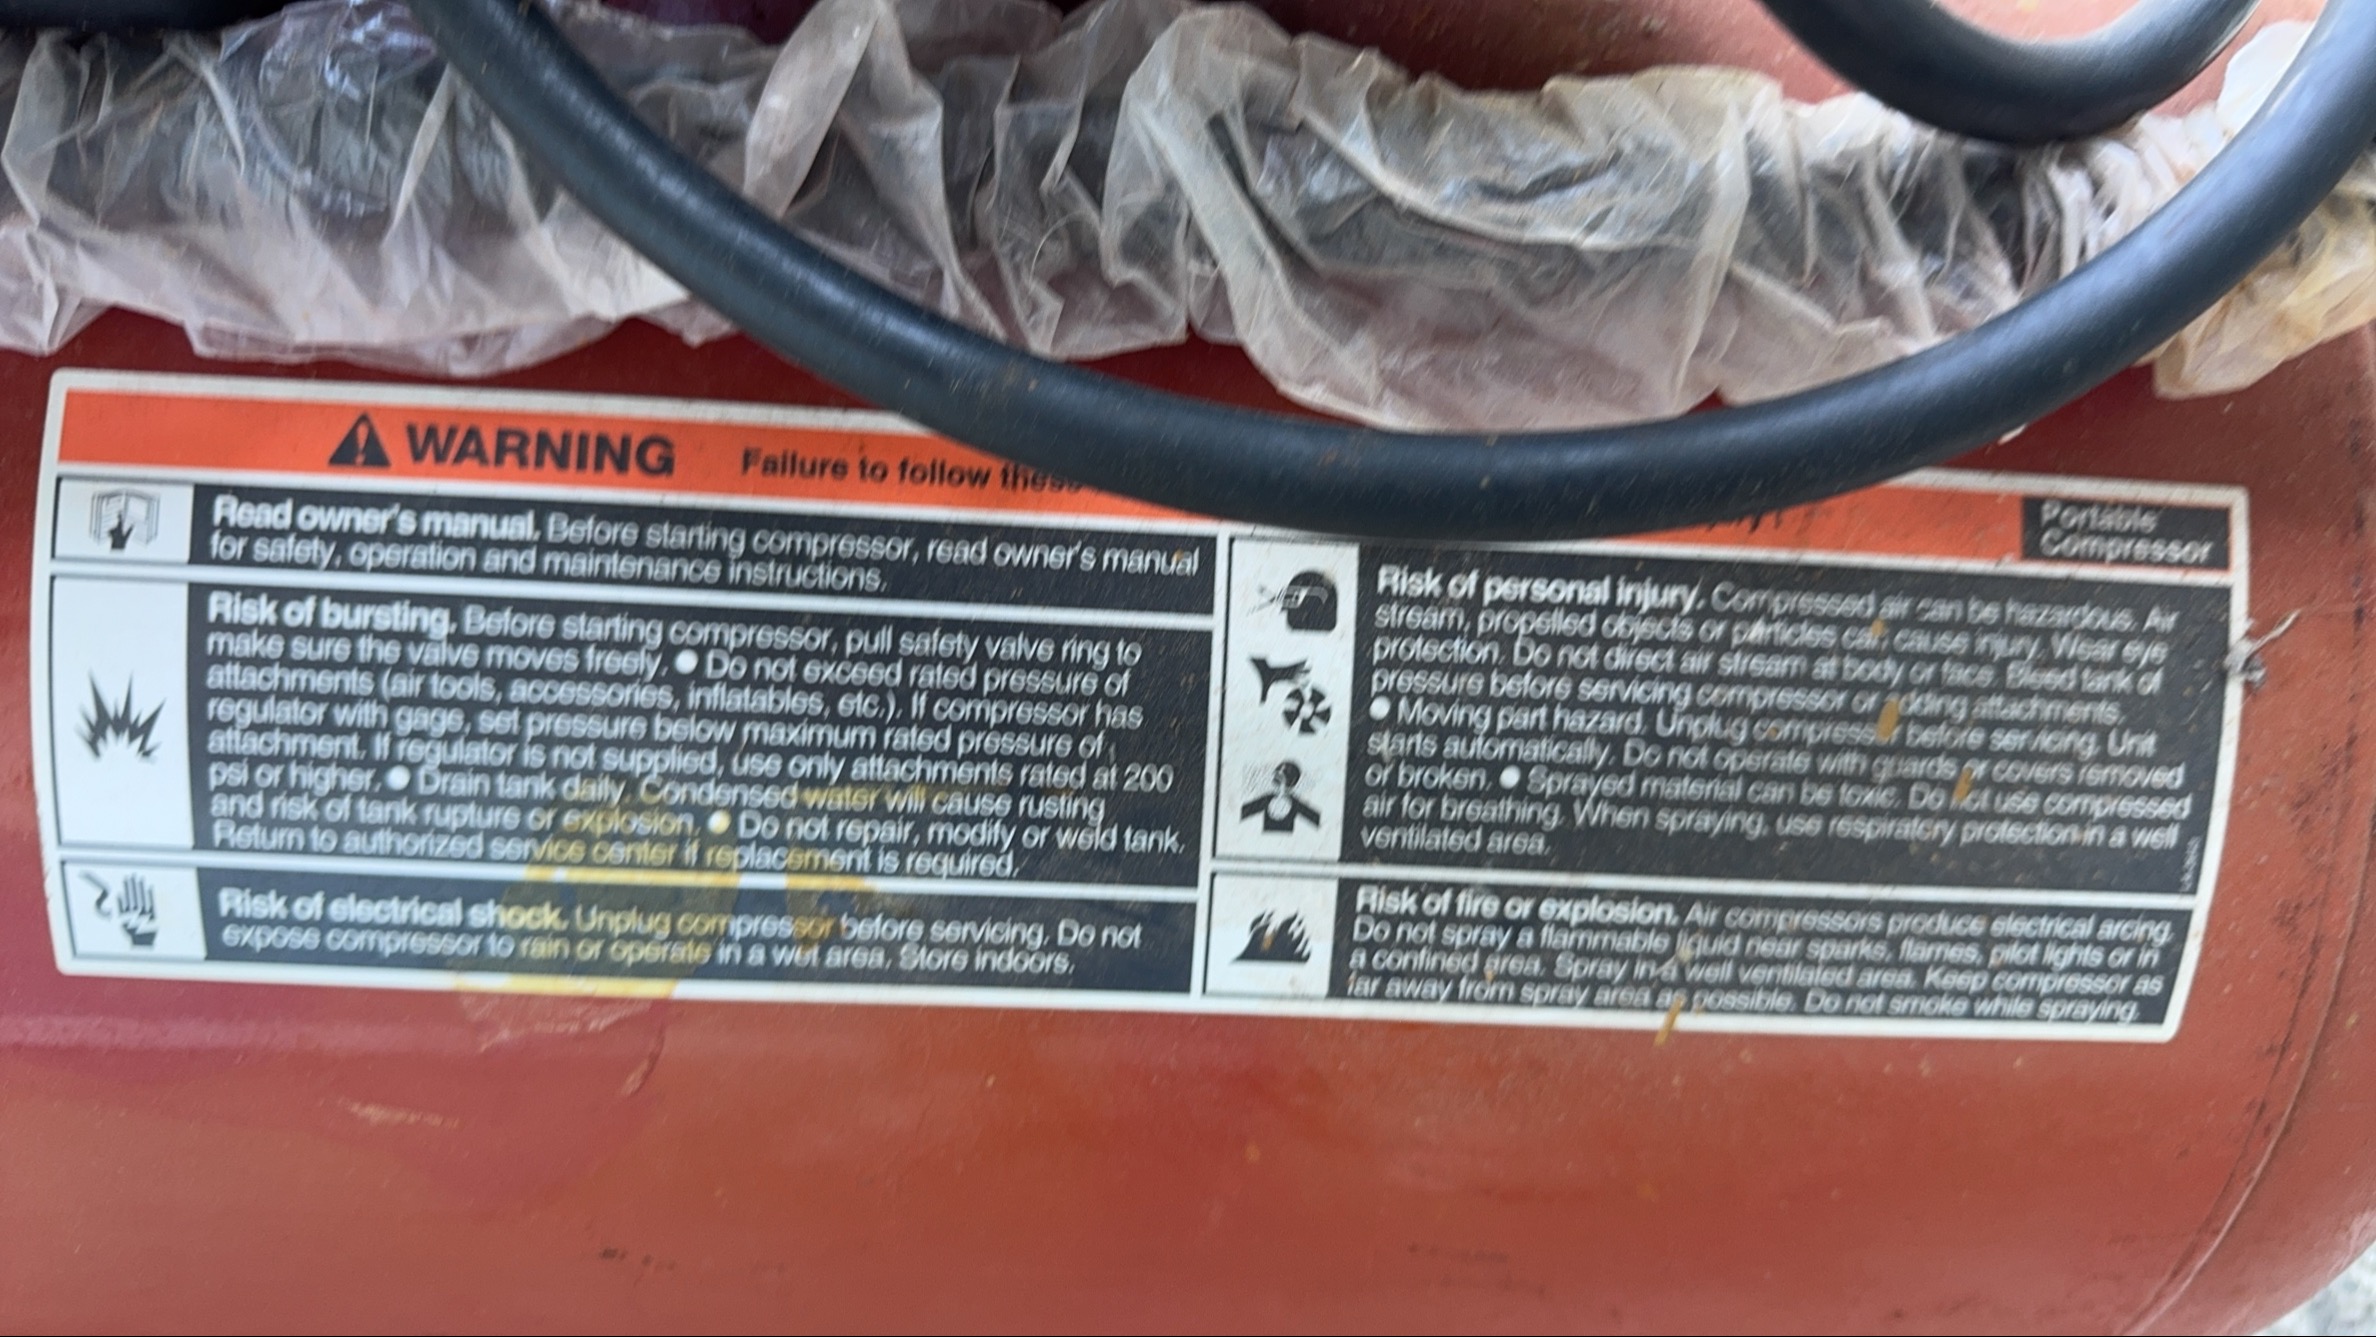 WARNING Failure to follow these
Portable
Compressor
Read owner's manual. Before starting compressor, read owner's manual
for safety, operation and maintenance instructions.
Risk of bursting. Before starting compressor, pull safety valve ring to
make sure the valve moves freely. ● Do not exceed rated pressure of
attachments (air tools, accessories, inflatables, etc.). If compressor has
regulator with gage, set pressure below maximum rated pressure of
attachment. If regulator is not supplied, use only attachments rated at 200
psi or higher. ● Drain tank daily. Condensed water will cause rusting
and risk of tank rupture or explosion. ● Do not repair, modify or weld tank.
Return to authorized service center if replacement is required.
Risk of electrical shock. Unplug compressor before servicing. Do not
expose compressor to rain or operate in a wet area. Store indoors.
Risk of personal injury. Compressed air can be hazardous. Air
stream, propelled objects or particles can cause injury. Wear eye
protection. Do not direct air stream at body or face. Bleed tank of
pressure before servicing compressor or adding attachments.
● Moving part hazard. Unplug compressor before servicing. Unit
starts automatically. Do not operate with guards or covers removed
or broken. ● Sprayed material can be toxic. Do not use compressed
air for breathing. When spraying, use respiratory protection in a well
ventilated area.
Risk of fire or explosion. Air compressors produce electrical arcing.
Do not spray a flammable liquid near sparks, flames, pilot lights or in
a confined area. Spray in a well ventilated area. Keep compressor as
far away from spray area as possible. Do not smoke while spraying.